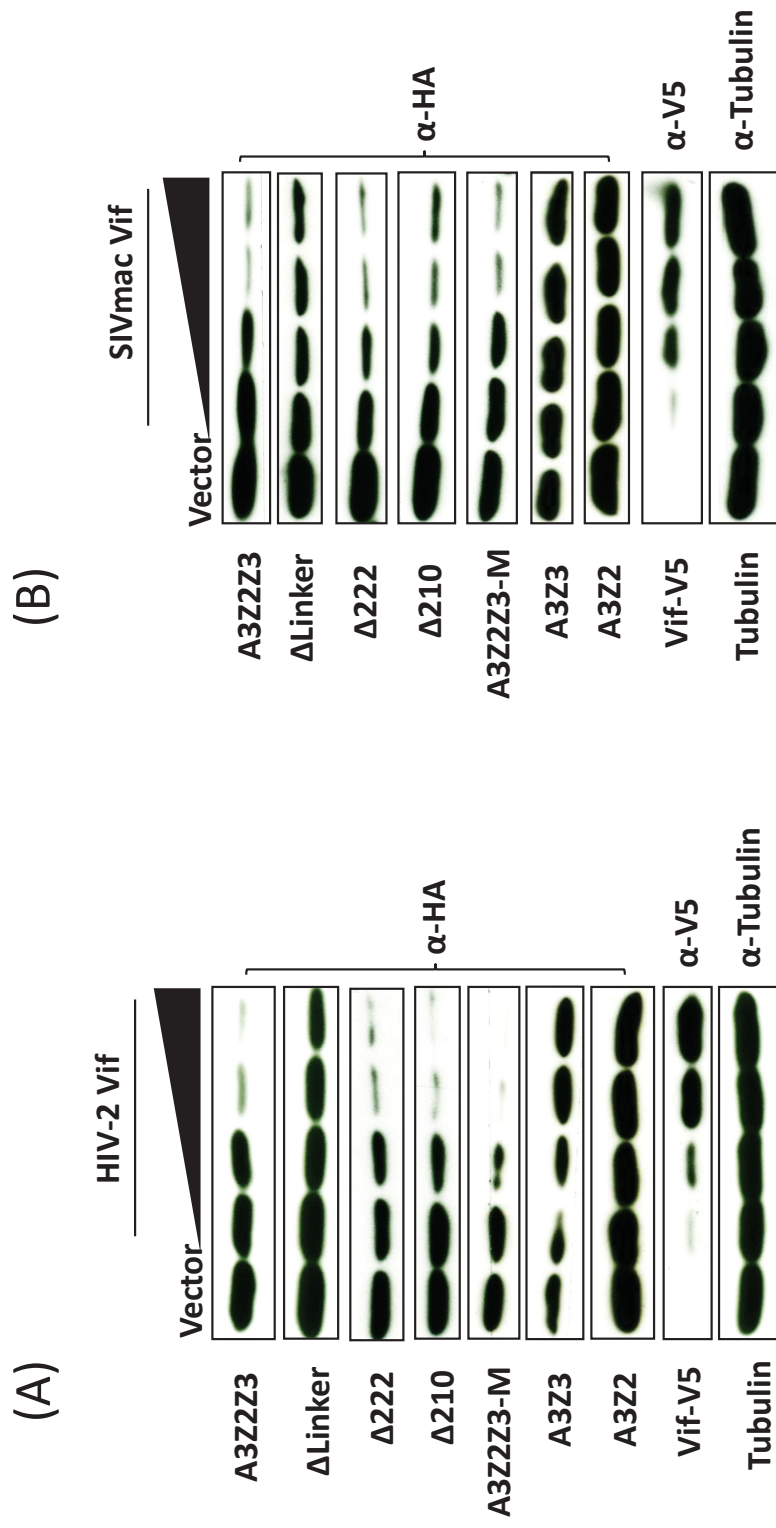 (A)
HIV-2 Vif
Vector
A3Z2Z3
ΔLinker
Δ222
Δ210
A3Z2Z3-M
A3Z3
A3Z2
α-HA
Vif-V5
α-V5
Tubulin
α-Tubulin
(B)
SIVmac Vif
Vector
A3Z2Z3
ΔLinker
Δ222
Δ210
A3Z2Z3-M
A3Z3
A3Z2
α-HA
Vif-V5
α-V5
Tubulin
α-Tubulin